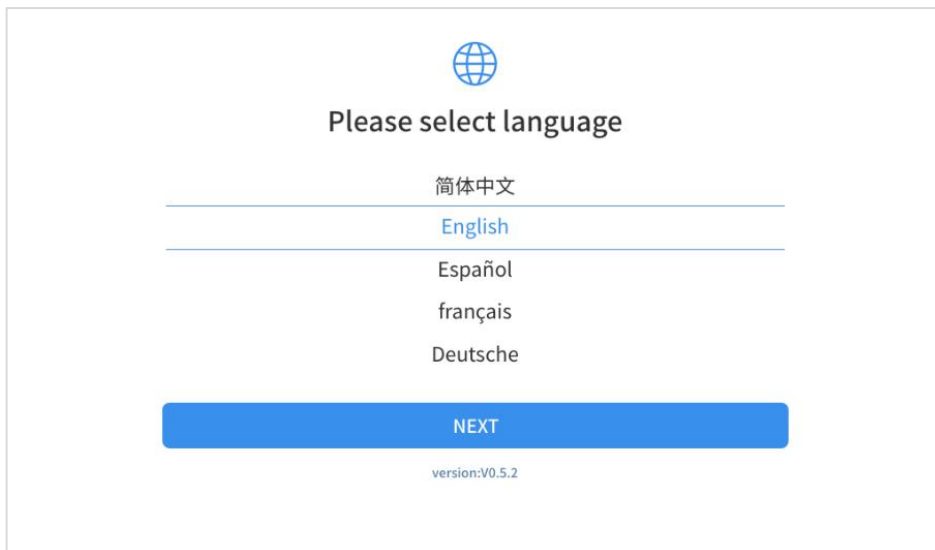 Please select language
简体中文
English
Español
français
Deutsche
NEXT
version:V0.5.2